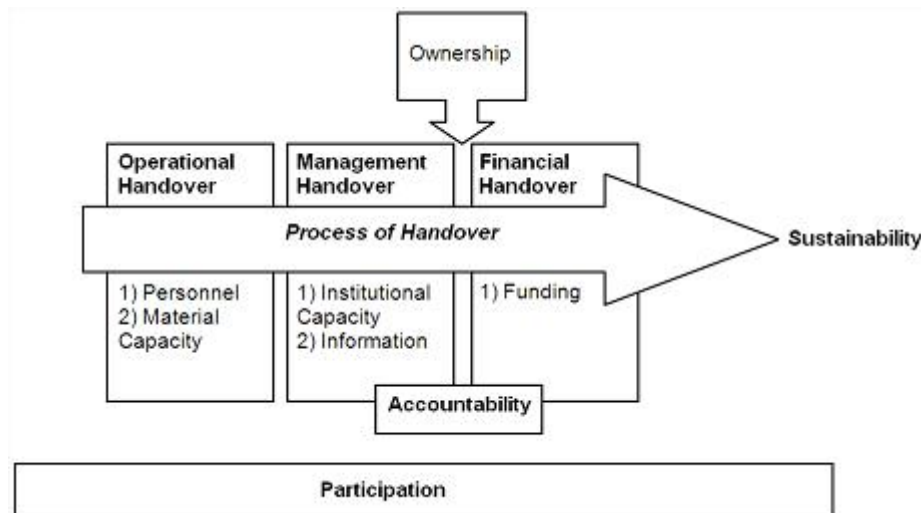 Ownership
Operational
Handover
Management
Handover
Financial
Handover
Process of Handover
Sustainability
1) Personnel
2) Material
Capacity
1) Institutional
Capacity
2) Information
1) Funding
Accountability
Participation